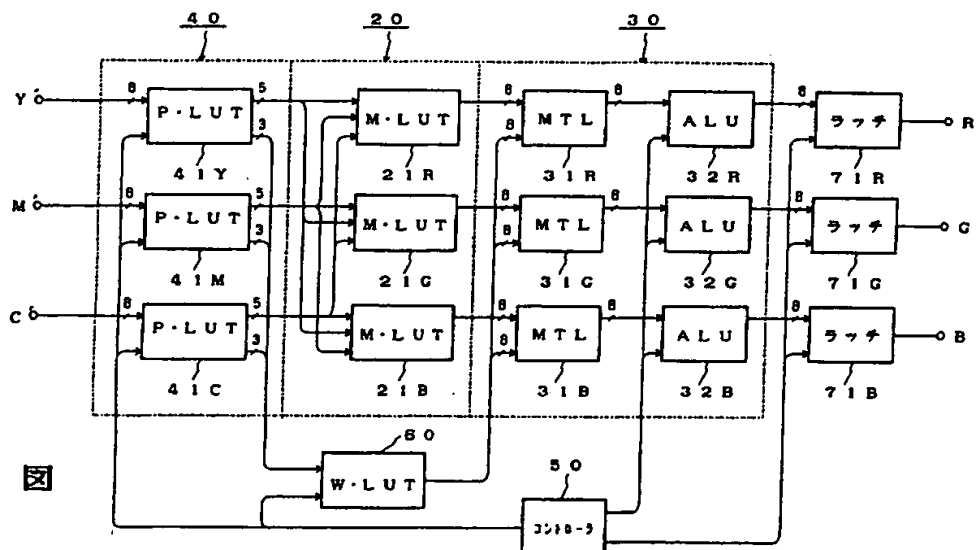 40 20 30
Y 8 P・LUT 5 M・LUT 8 MTL 8 ALU 8 ラッチ R
3 8
41Y 21R 31R 32R 71R
M 8 P・LUT 5 M・LUT 8 MTL 8 ALU 8 ラッチ G
3 8
41M 21G 31G 32G 71G
C 8 P・LUT 5 M・LUT 8 MTL 8 ALU 8 ラッチ B
3 8
41C 21B 31B 32B 71B
60
図 W・LUT 50
コントローラ